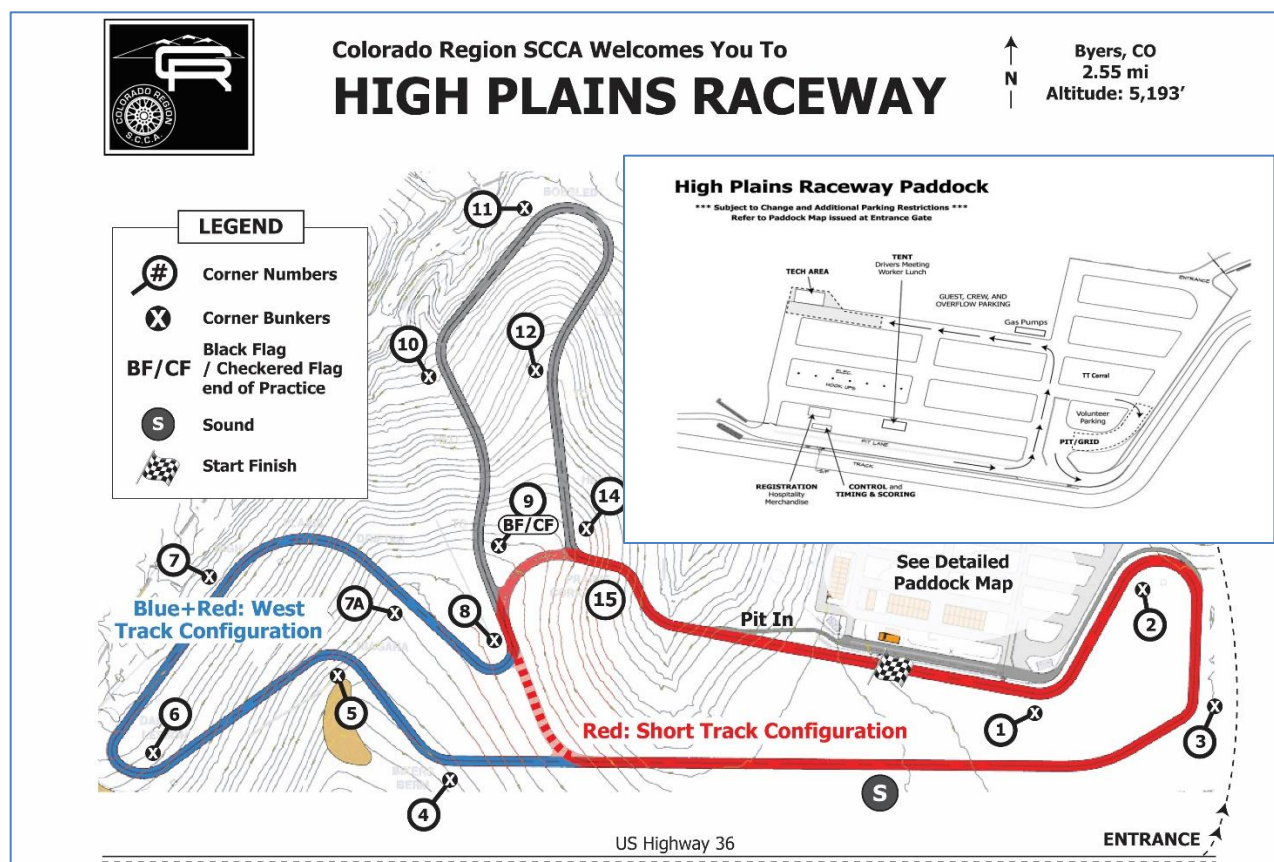 CR
COLORADO REGION
S.C.C.A.
Colorado Region SCCA Welcomes You To
HIGH PLAINS RACEWAY
N
Byers, CO
2.55 mi
Altitude: 5,193'
LEGEND
# Corner Numbers
X Corner Bunkers
BF/CF Black Flag
/ Checkered Flag
end of Practice
S Sound
Start Finish
High Plains Raceway Paddock
*** Subject to Change and Additional Parking Restrictions ***
Refer to Paddock Map issued at Entrance Gate
TENT
Drivers Meeting
Worker Lunch
TECH AREA
ENTRANCE
GUEST, CREW, AND
OVERFLOW PARKING
Gas Pumps
ELEC.
HOOK UPS
TT Corral
Volunteer
Parking
PIT/GRID
PIT LANE
TRACK
S/F
REGISTRATION
Hospitality
Merchandise
CONTROL and
TIMING & SCORING
11
10
12
9
BF/CF
14
7
7A
8
15
See Detailed
Paddock Map
Pit In
2
Blue+Red: West
Track Configuration
6
5
Red: Short Track Configuration
1
3
4
S
US Highway 36
ENTRANCE